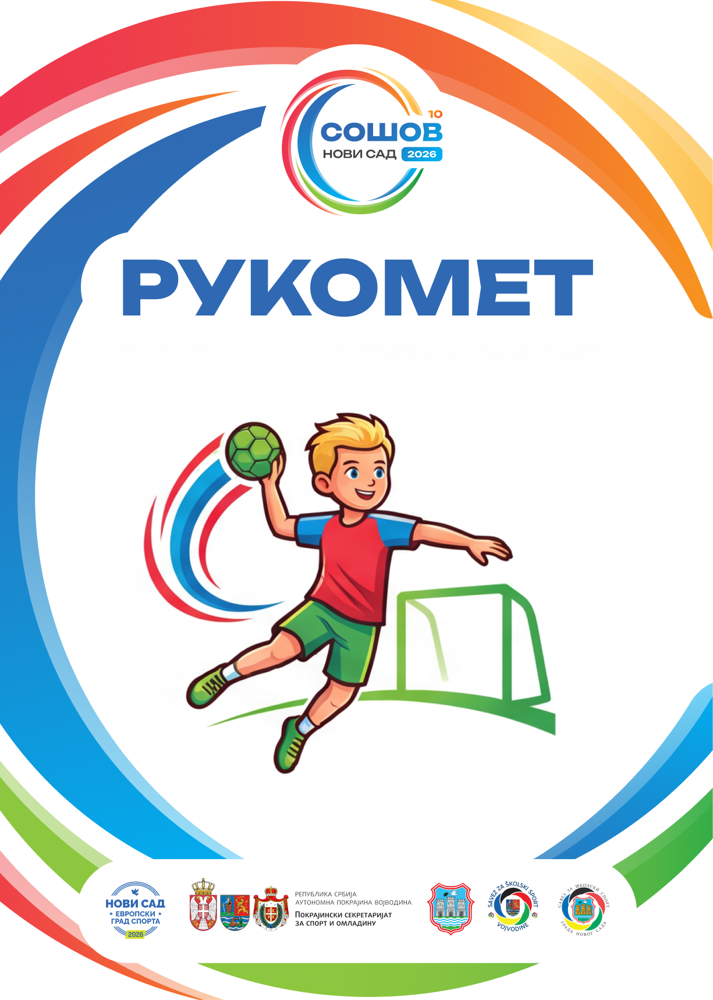 10
СОШОВ
НОВИ САД 2026
РУКОМЕТ
НОВИ САД
ЕВРОПСКИ
ГРАД СПОРТА
2026
РЕПУБЛИКА СРБИЈА
АУТОНОМНА ПОКРАЈИНА ВОЈВОДИНА
ПОКРАЈИНСКИ СЕКРЕТАРИЈАТ
ЗА СПОРТ И ОМЛАДИНУ
SAVEZ ZA ŠKOLSKI SPORT
VOJVODINE
САВЕЗ ЗА ШКОЛСКИ СПОРТ
ГРАДА НОВОГ САДА